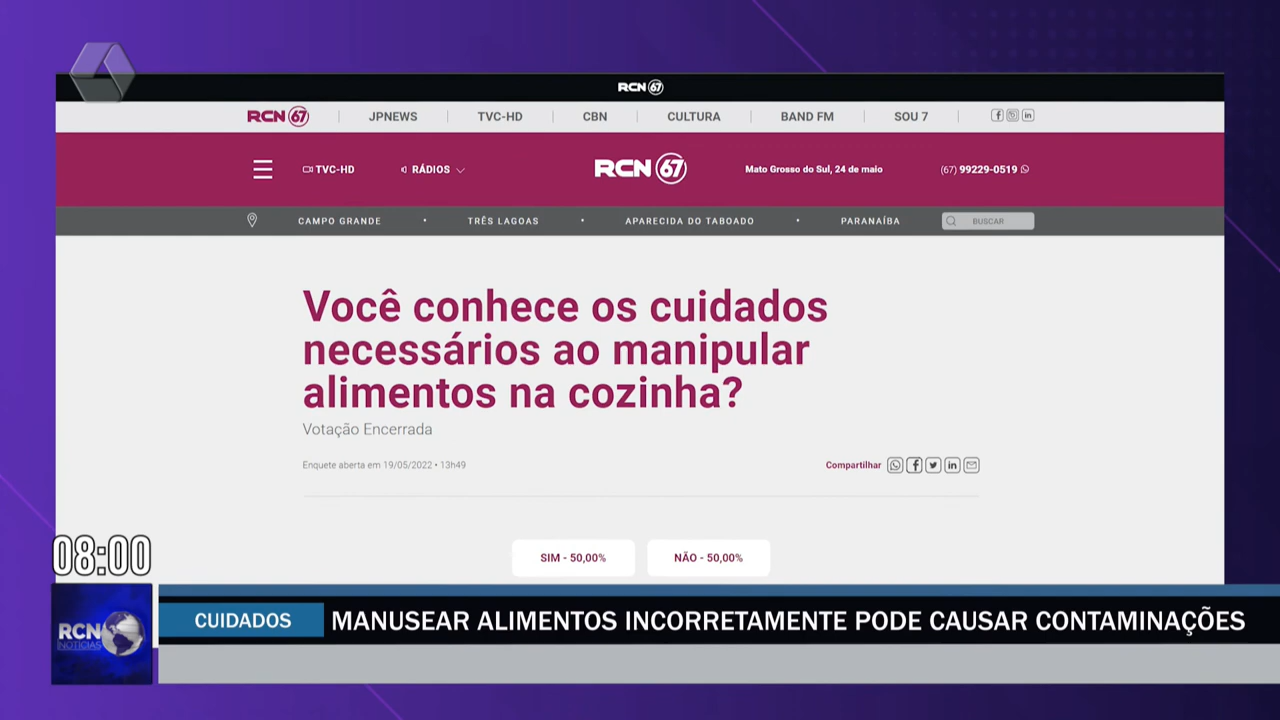 RCN 67
RCN 67 JPNEWS TVC-HD CBN CULTURA BAND FM SOU 7
TVC-HD RÁDIOS RCN 67 Mato Grosso do Sul, 24 de maio (67) 99229-0519
CAMPO GRANDE • TRÊS LAGOAS • APARECIDA DO TABOADO • PARANAÍBA BUSCAR
Você conhece os cuidados
necessários ao manipular
alimentos na cozinha?
Votação Encerrada
Enquete aberta em 19/05/2022 • 13h49 Compartilhar
SIM - 50,00% NÃO - 50,00%
08:00
CUIDADOS MANUSEAR ALIMENTOS INCORRETAMENTE PODE CAUSAR CONTAMINAÇÕES
RCN
NOTÍCIAS